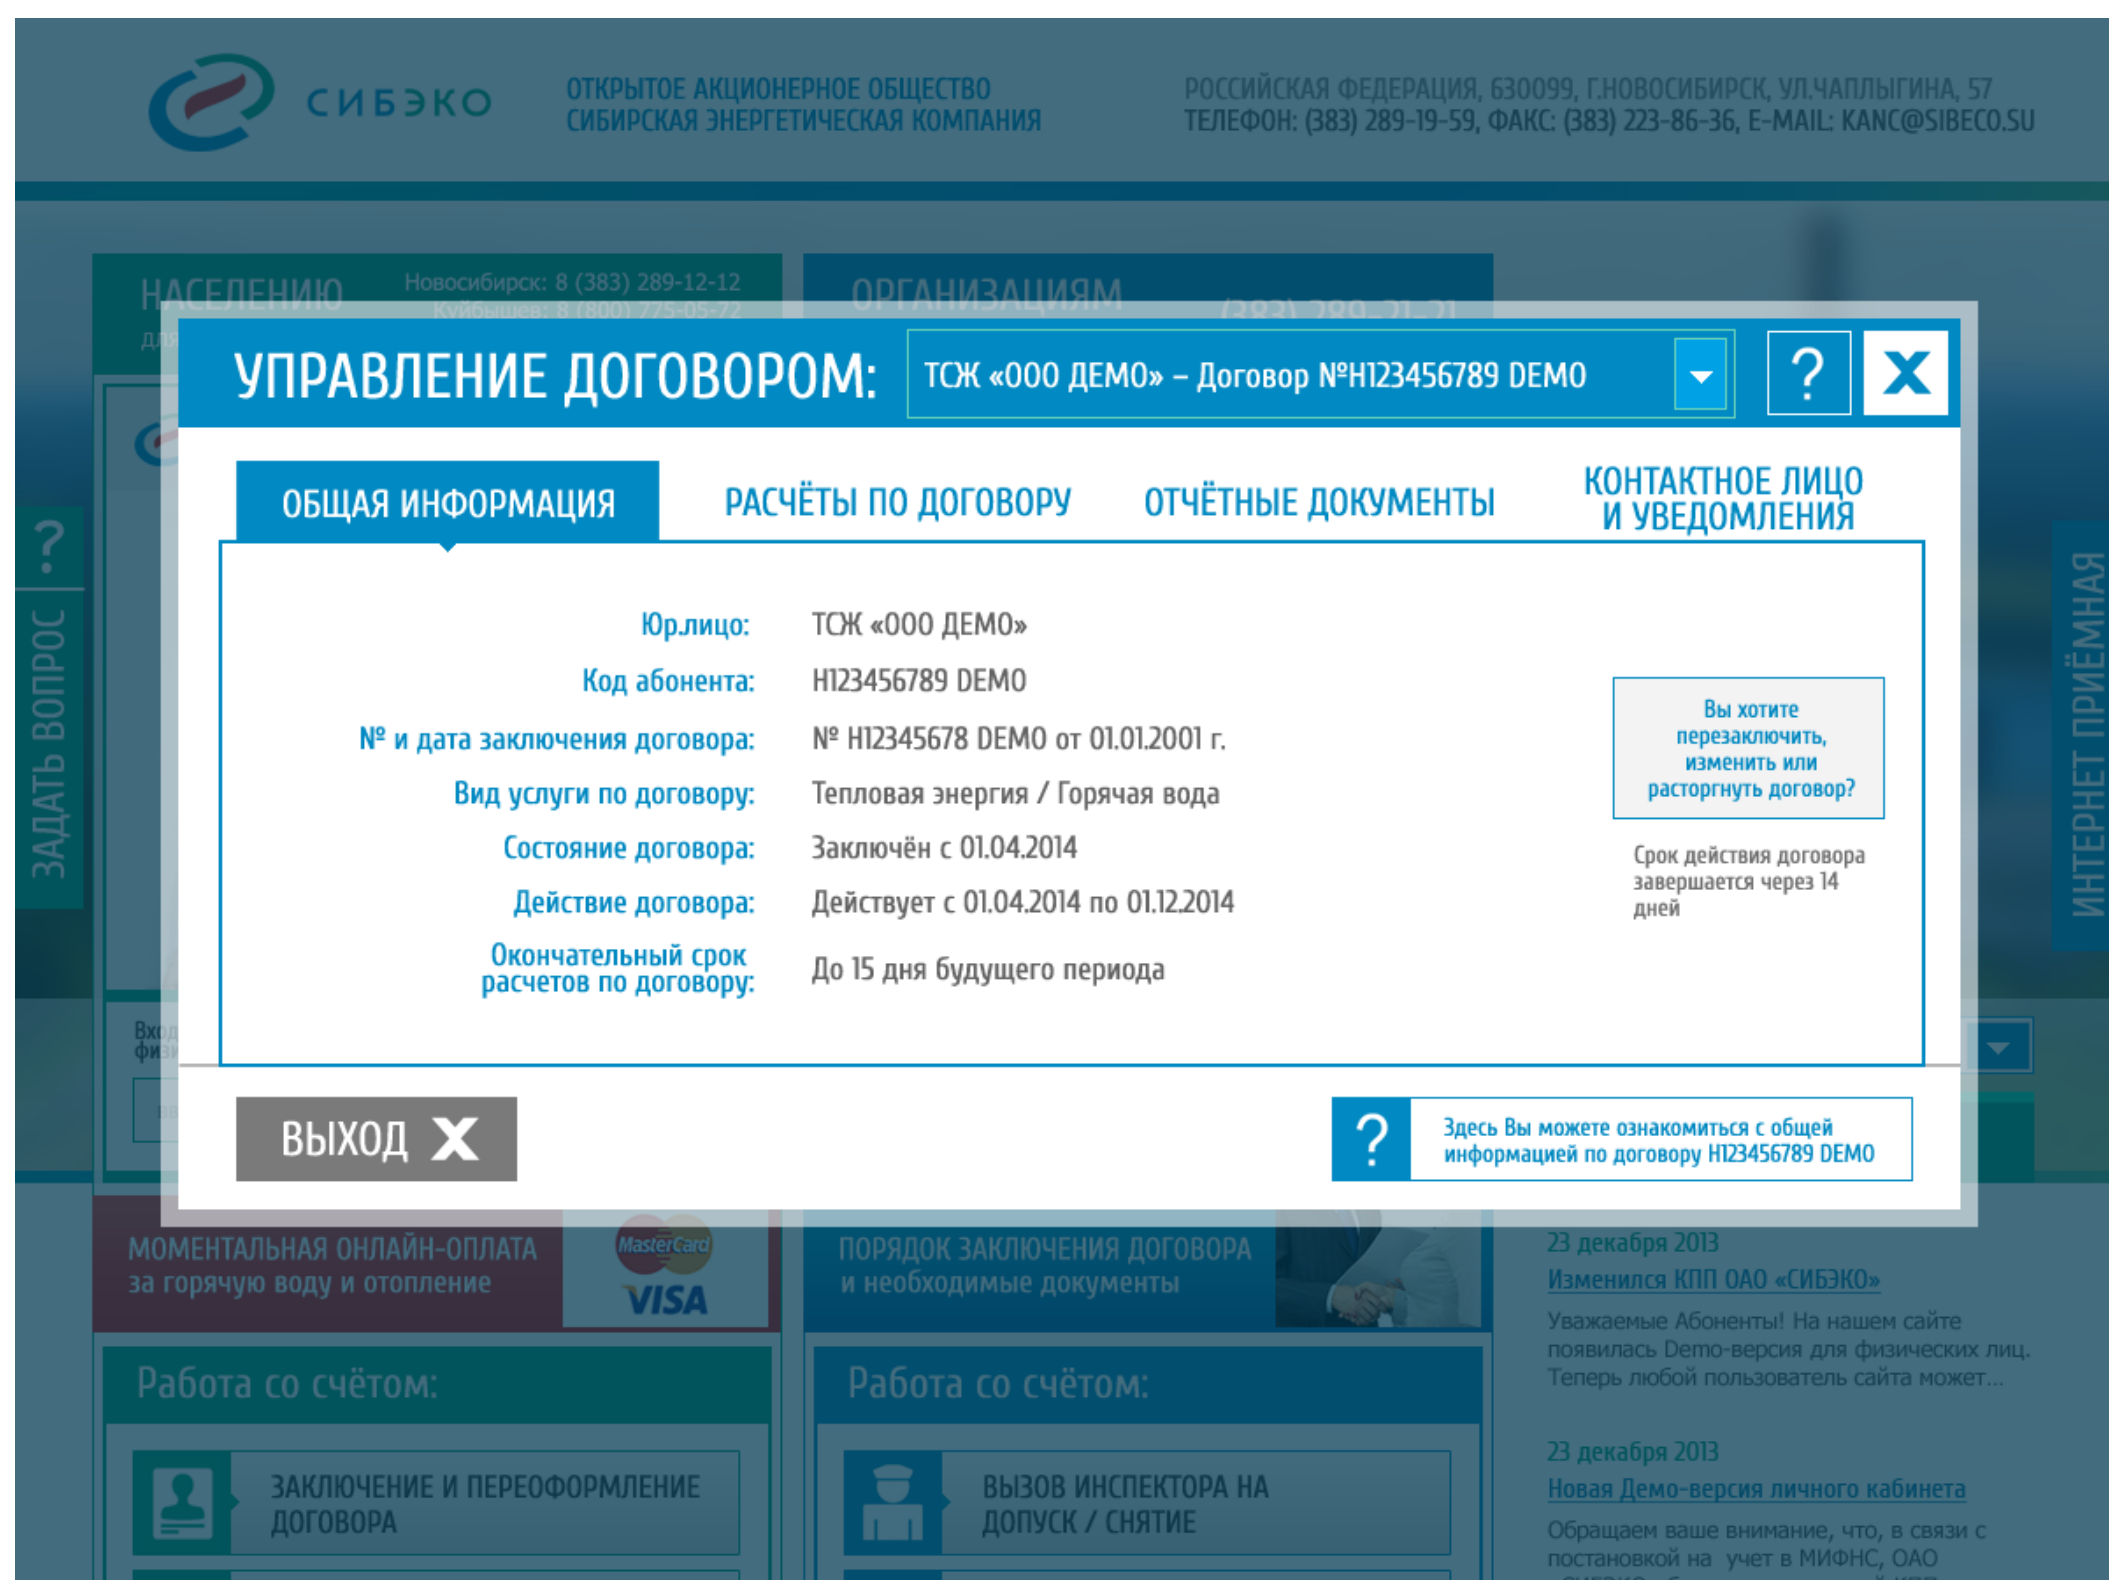 СИБЭКО
ОТКРЫТОЕ АКЦИОНЕРНОЕ ОБЩЕСТВО
СИБИРСКАЯ ЭНЕРГЕТИЧЕСКАЯ КОМПАНИЯ
РОССИЙСКАЯ ФЕДЕРАЦИЯ, 630099, Г.НОВОСИБИРСК, УЛ.ЧАПЛЫГИНА, 57
ТЕЛЕФОН: (383) 289-19-59, ФАКС: (383) 223-86-36, E-MAIL: KANC@SIBECO.SU
НАСЕЛЕНИЮ
Новосибирск: 8 (383) 289-12-12
Куйбышев: 8 (800) 775-05-72
ОРГАНИЗАЦИЯМ
(383) 289-21-21
УПРАВЛЕНИЕ ДОГОВОРОМ:
ТСЖ «ООО ДЕМО» – Договор №Н123456789 DEMO
?
X
ОБЩАЯ ИНФОРМАЦИЯ
РАСЧЁТЫ ПО ДОГОВОРУ
ОТЧЁТНЫЕ ДОКУМЕНТЫ
КОНТАКТНОЕ ЛИЦО
И УВЕДОМЛЕНИЯ
ЗАДАТЬ ВОПРОС ?
ИНТЕРНЕТ ПРИЁМНАЯ
Юр.лицо: ТСЖ «ООО ДЕМО»
Код абонента: Н123456789 DEMO
№ и дата заключения договора: № Н12345678 DEMO от 01.01.2001 г.
Вид услуги по договору: Тепловая энергия / Горячая вода
Состояние договора: Заключён с 01.04.2014
Действие договора: Действует с 01.04.2014 по 01.12.2014
Окончательный срок
расчетов по договору:
До 15 дня будущего периода
Вы хотите
перезаключить,
изменить или
расторгнуть договор?
Срок действия договора
завершается через 14
дней
ВЫХОД X
?
Здесь Вы можете ознакомиться с общей
информацией по договору Н123456789 DEMO
МОМЕНТАЛЬНАЯ ОНЛАЙН-ОПЛАТА
за горячую воду и отопление
MasterCard
VISA
ПОРЯДОК ЗАКЛЮЧЕНИЯ ДОГОВОРА
и необходимые документы
Работа со счётом:
ЗАКЛЮЧЕНИЕ И ПЕРЕОФОРМЛЕНИЕ
ДОГОВОРА
Работа со счётом:
ВЫЗОВ ИНСПЕКТОРА НА
ДОПУСК / СНЯТИЕ
23 декабря 2013
Изменился КПП ОАО «СИБЭКО»
Уважаемые Абоненты! На нашем сайте
появилась Demo-версия для физических лиц.
Теперь любой пользователь сайта может...
23 декабря 2013
Новая Демо-версия личного кабинета
Обращаем ваше внимание, что, в связи с
постановкой на учет в МИФНС, ОАО